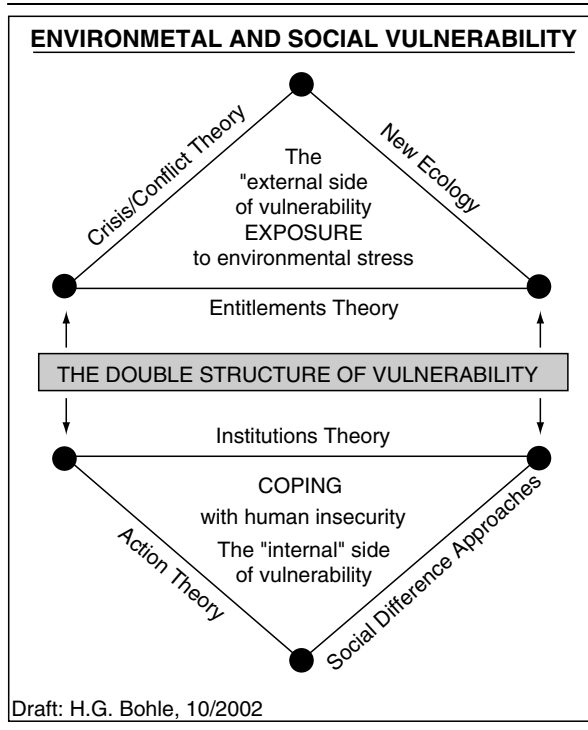 ENVIRONMETAL AND SOCIAL VULNERABILITY
Crisis/Conflict Theory
New Ecology
The
"external side
of vulnerability
EXPOSURE
to environmental stress
Entitlements Theory
THE DOUBLE STRUCTURE OF VULNERABILITY
Institutions Theory
COPING
with human insecurity
The "internal" side
of vulnerability
Action Theory
Social Difference Approaches
Draft: H.G. Bohle, 10/2002